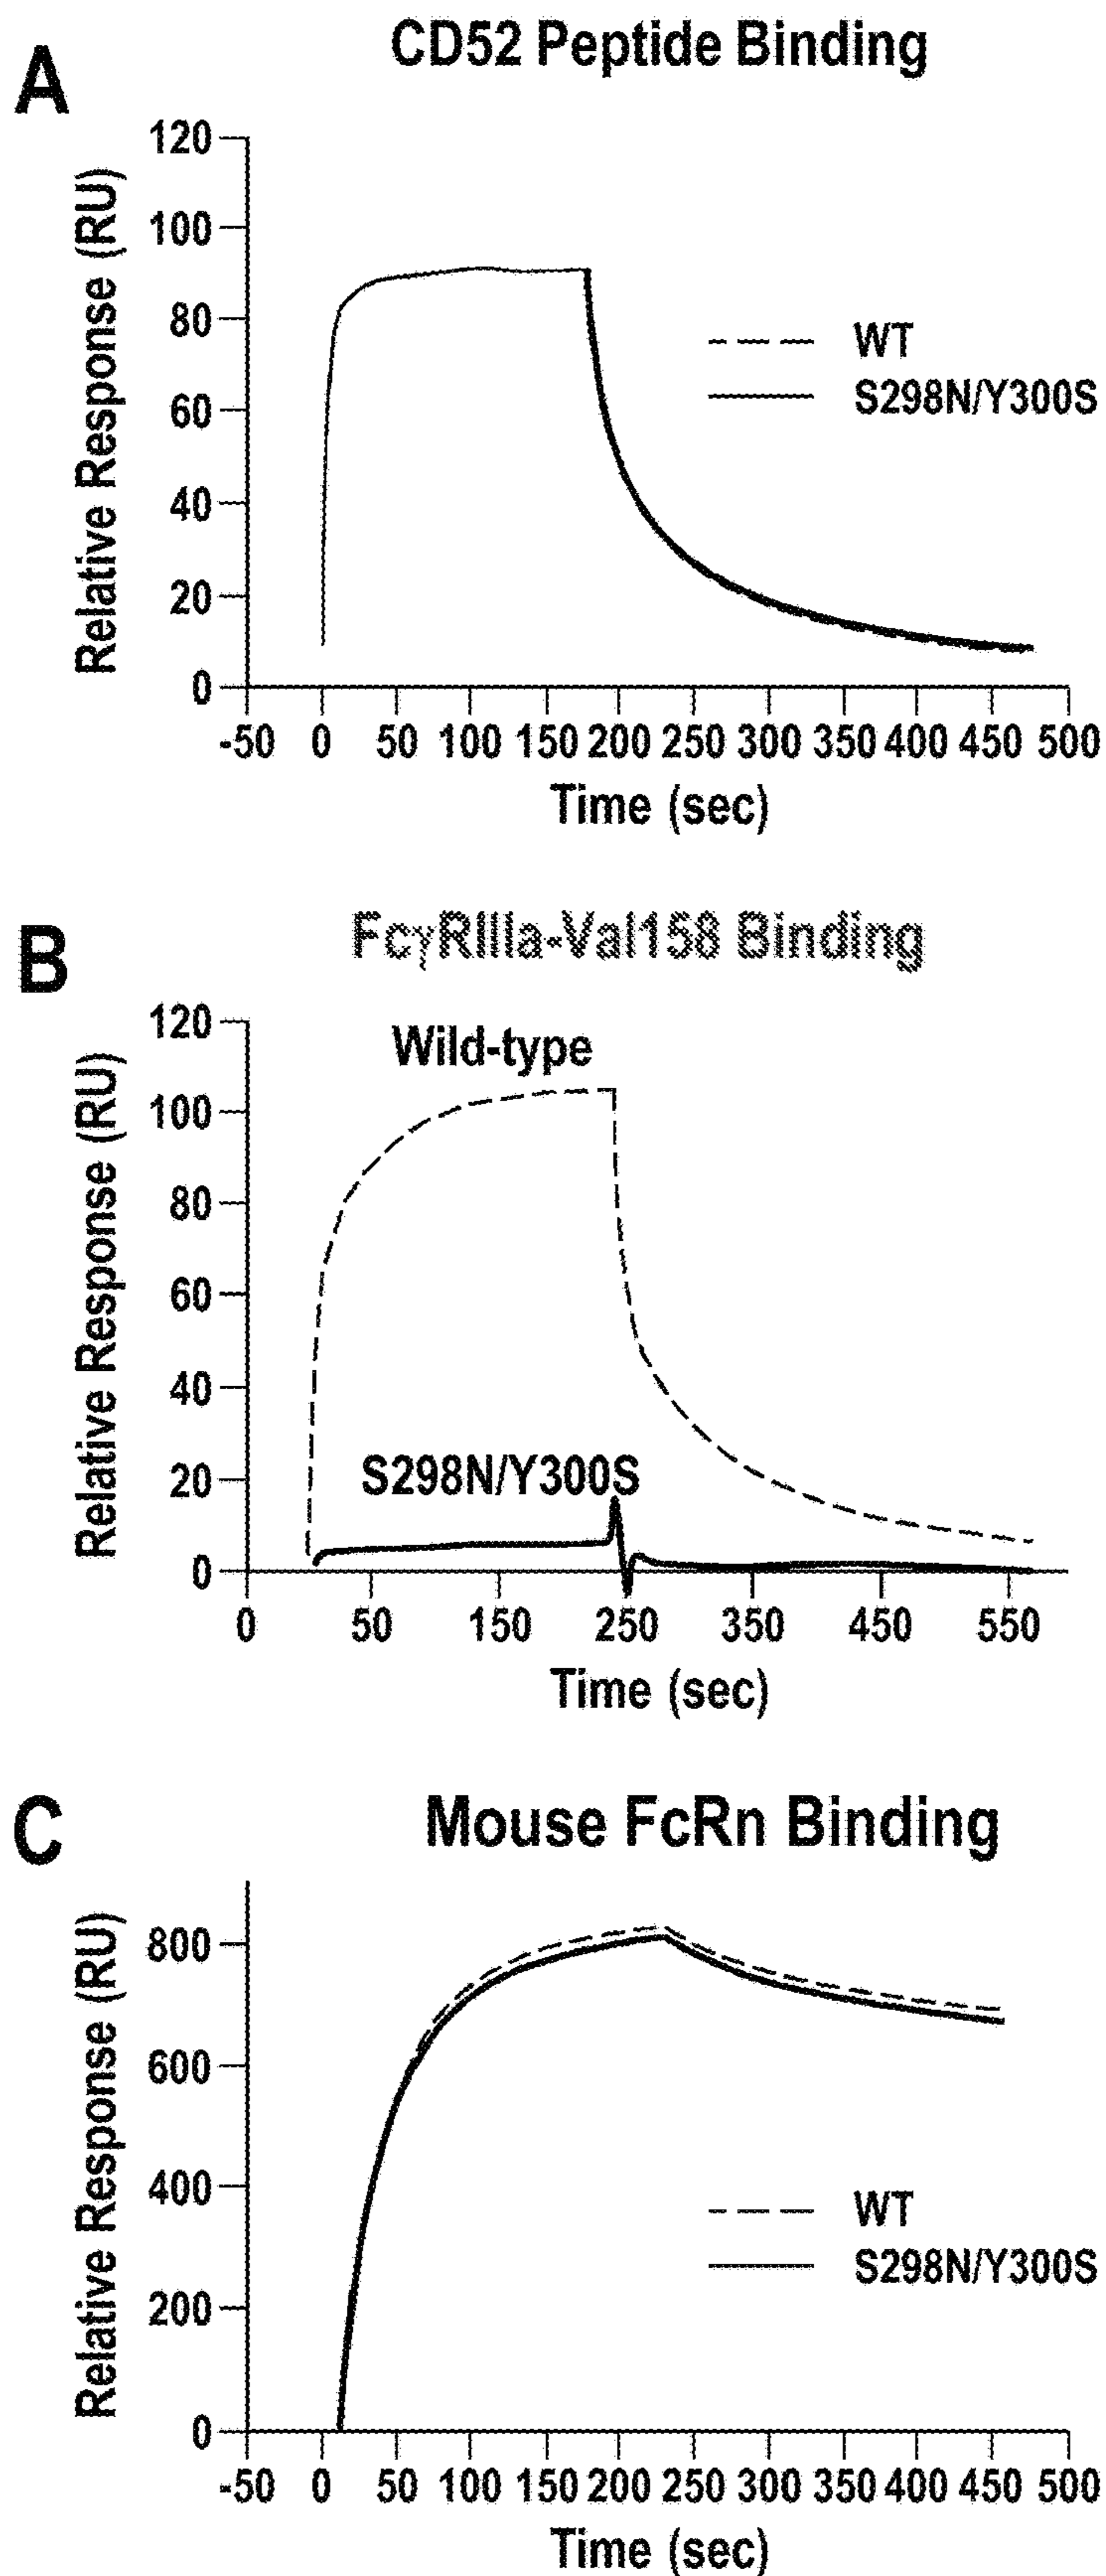 A
CD52 Peptide Binding
Relative Response (RU)
120
100
80
60
40
20
0
WT
S298N/Y300S
-50 0 50 100 150 200 250 300 350 400 450 500
Time (sec)
B
FcγRIIIa-Val158 Binding
Relative Response (RU)
120
100
80
60
40
20
0
Wild-type
S298N/Y300S
0 50 150 250 350 450 550
Time (sec)
C
Mouse FcRn Binding
Relative Response (RU)
800
600
400
200
0
WT
S298N/Y300S
-50 0 50 100 150 200 250 300 350 400 450 500
Time (sec)